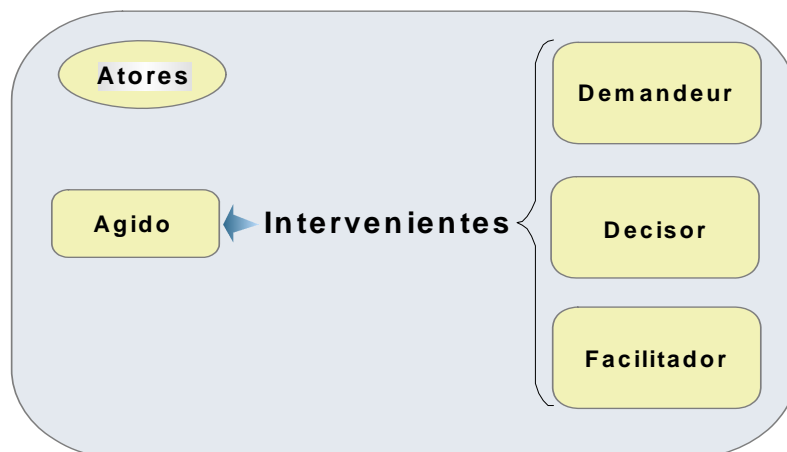 Atores
Demandeur
Agido
Intervenientes
Decisor
Facilitador